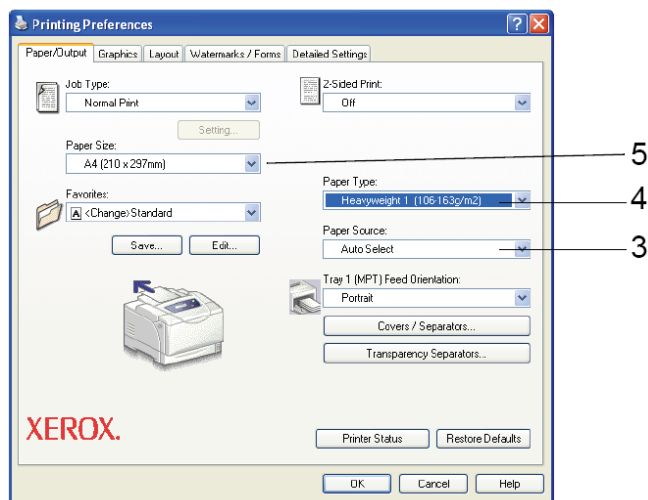 Printing Preferences
Paper/Output Graphics Layout Watermarks / Forms Detailed Settings
Job Type:
Normal Print
Setting...
Paper Size:
A4 (210 x 297mm)
Favorites:
A <Change>Standard
Save... Edit...
2-Sided Print:
Off
5
Paper Type:
Heavyweight 1 (106-163g/m2)
4
Paper Source:
Auto Select
3
Tray 1 (MPT) Feed Orientation:
Portrait
Covers / Separators...
Transparency Separators...
XEROX.
Printer Status Restore Defaults
OK Cancel Help